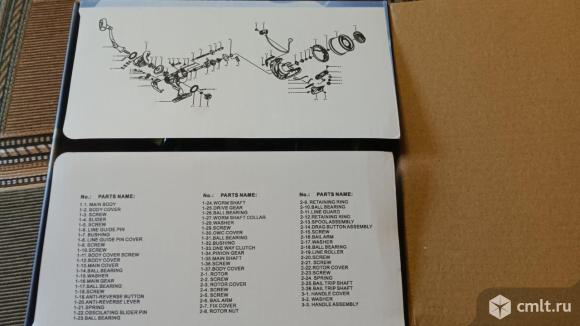 No.: PARTS NAME:
1-1. MAIN BODY
1-2. BODY COVER
1-3. SCREW
1-4. SLIDER
1-5. SCREW
1-6. LINE GUIDE PIN
1-7. BUSHING
1-8. LINE GUIDE PIN COVER
1-9. SCREW
1-10. SCREW
1-11. BODY COVER SCREW
1-12. BODY COVER
1-13. MAIN COVER
1-14. BALL BEARING
1-15. WASHER
1-16. MAIN GEAR
1-17. BALL BEARING
1-18. SCREW
1-19. ANTI-REVERSE BUTTON
1-20. ANTI-REVERSE LEVER
1-21. SPRING
1-22. OSSCILATING SLIDER PIN
1-23. BALL BEARING
No.: PARTS NAME:
1-24. WORM SHAFT
1-25. DRIVE GEAR
1-26. BALL BEARING
1-27. WORM SHAFT COLLAR
1-28. WASHER
1-29. SCREW
1-30. OWC COVER
1-31. BALL BEARING
1-32. BUSHING
1-33. ONE WAY CLUTCH
1-34. PINION GEAR
1-35. MAIN SHAFT
1-36. SCREW
1-37. BODY COVER
2-1. ROTOR
2-2. SCREW
2-3. ROTOR COVER
2-4. SCREW
2-5. SCREW
2-6. BAIL ARM
2-7. FIX COVER
2-8. ROTOR NUT
No.: PARTS NAME:
2-9. RETAINING RING
2-10. BALL BEARING
2-11. LINE GUARD
2-12. RETAINING RING
2-13. SPOOL ASSEMBLY
2-14. DRAG BUTTON ASSEMBLY
2-15. SCREW
2-16. BAIL ARM
2-17. WASHER
2-18. BALL BEARING
2-19. LINE ROLLER
2-20. SCREW
2-21. SCREW
2-22. ROTOR COVER
2-23. SCREW
2-24. SPRING
2-25. BAIL TRIP SHAFT
2-26. BAIL TRIP SHAFT
3-1. HANDLE COVER
3-2. WASHER
3-3. HANDLE ASSEMBLY
cmlt.ru